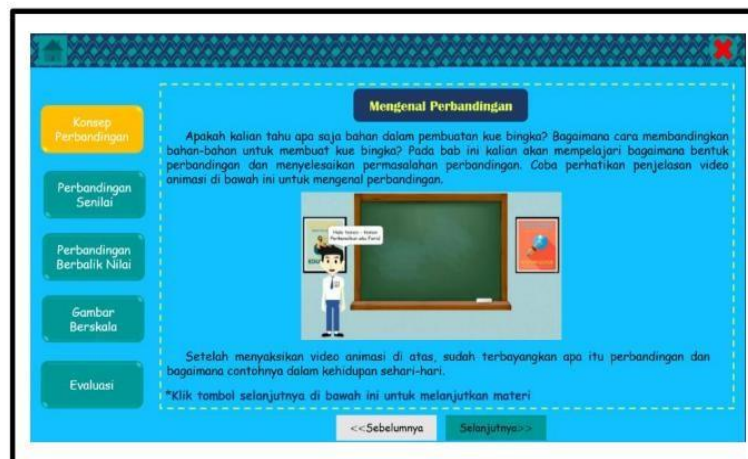 Mengenal Perbandingan
Konsep
Perbandingan
Perbandingan
Senilai
Perbandingan
Berbalik Nilai
Gambar
Berskala
Evaluasi
Apakah kalian tahu apa saja bahan dalam pembuatan kue bingka? Bagaimana cara membandingkan
bahan-bahan untuk membuat kue bingka? Pada bab ini kalian akan mempelajari bagaimana bentuk
perbandingan dan menyelesaikan permasalahan perbandingan. Coba perhatikan penjelasan video
animasi di bawah ini untuk mengenal perbandingan.
EDU
Setelah menyaksikan video animasi di atas, sudah terbayangkan apa itu perbandingan dan
bagaimana contohnya dalam kehidupan sehari-hari.
*Klik tombol selanjutnya di bawah ini untuk melanjutkan materi
<<Sebelumnya
Selanjutnya>>